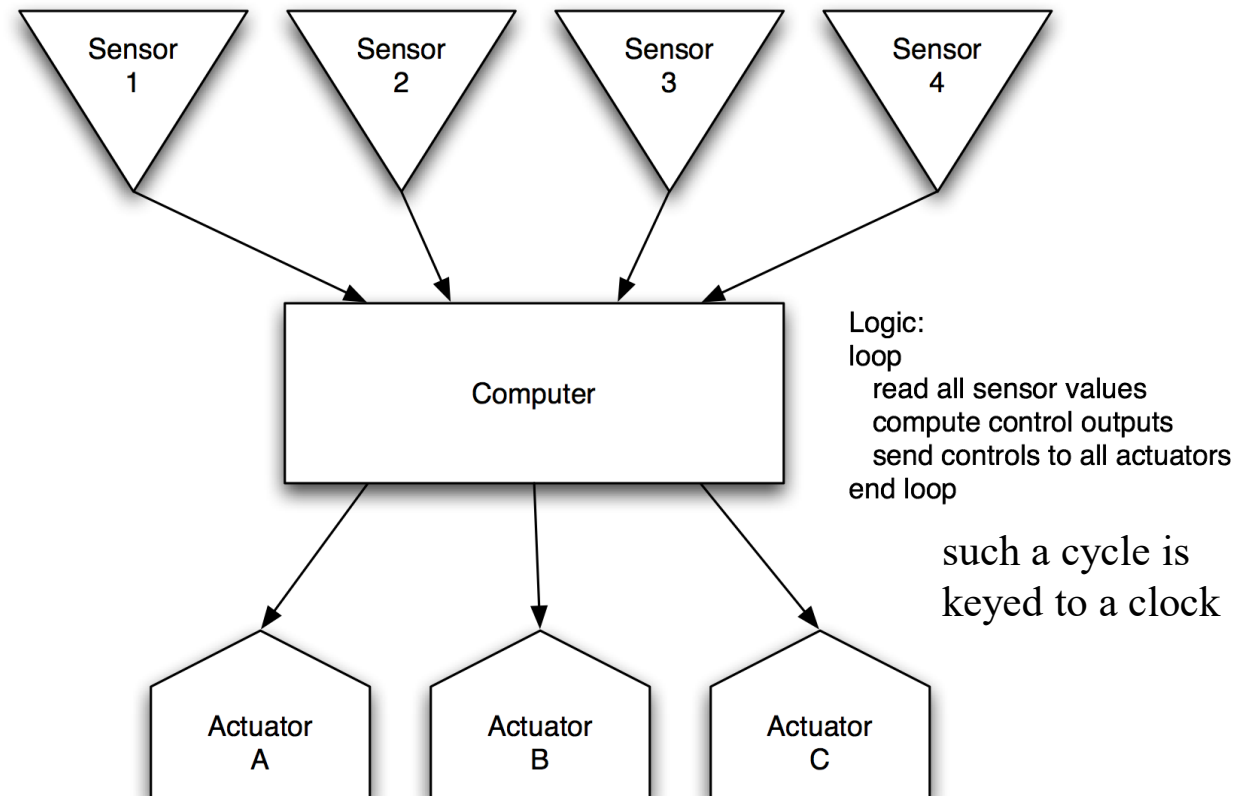 Sensor
1
Sensor
2
Sensor
3
Sensor
4
Computer
Logic:
loop
read all sensor values
compute control outputs
send controls to all actuators
end loop
such a cycle is
keyed to a clock
Actuator
A
Actuator
B
Actuator
C